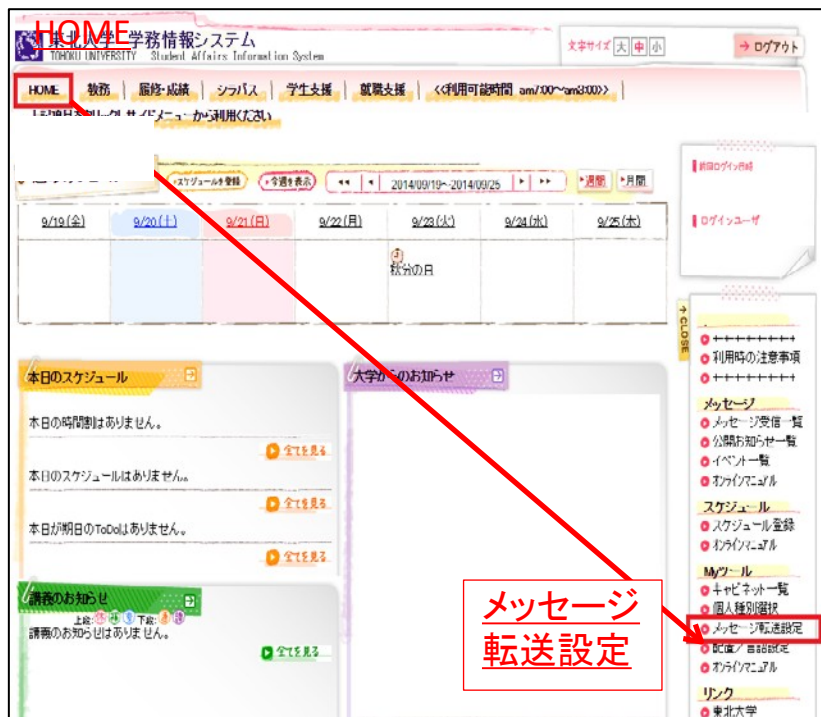 HOME
東北大学 学務情報システム
TOHOKU UNIVERSITY Student Affairs Information System
文字サイズ 大 中 小
ログアウト
HOME 教務 履修・成績 シラバス 学生支援 就職支援 <<利用可能時間 am7:00～am3:00>>
スケジュールを登録 今週を表示 2014/09/19～2014/09/25 週間 月間
前回ログイン日時
ログインユーザ
9/19(金) 9/20(土) 9/21(日) 9/22(月) 9/23(火) 9/24(水) 9/25(木)
秋分の日
CLOSE
++++++++++
利用時の注意事項
++++++++++
メッセージ
メッセージ受信一覧
公開お知らせ一覧
イベント一覧
オンラインマニュアル
スケジュール
スケジュール登録
オンラインマニュアル
Myツール
キャビネット一覧
個人種別選択
メッセージ転送設定
配置／言語設定
オンラインマニュアル
リンク
東北大学
本日のスケジュール
本日の時間割はありません。
全てを見る
本日のスケジュールはありません。
全てを見る
本日が期日のToDoはありません。
全てを見る
大学からのお知らせ
講義のお知らせ
上段: 下段:
講義のお知らせはありません。
全てを見る
メッセージ
転送設定